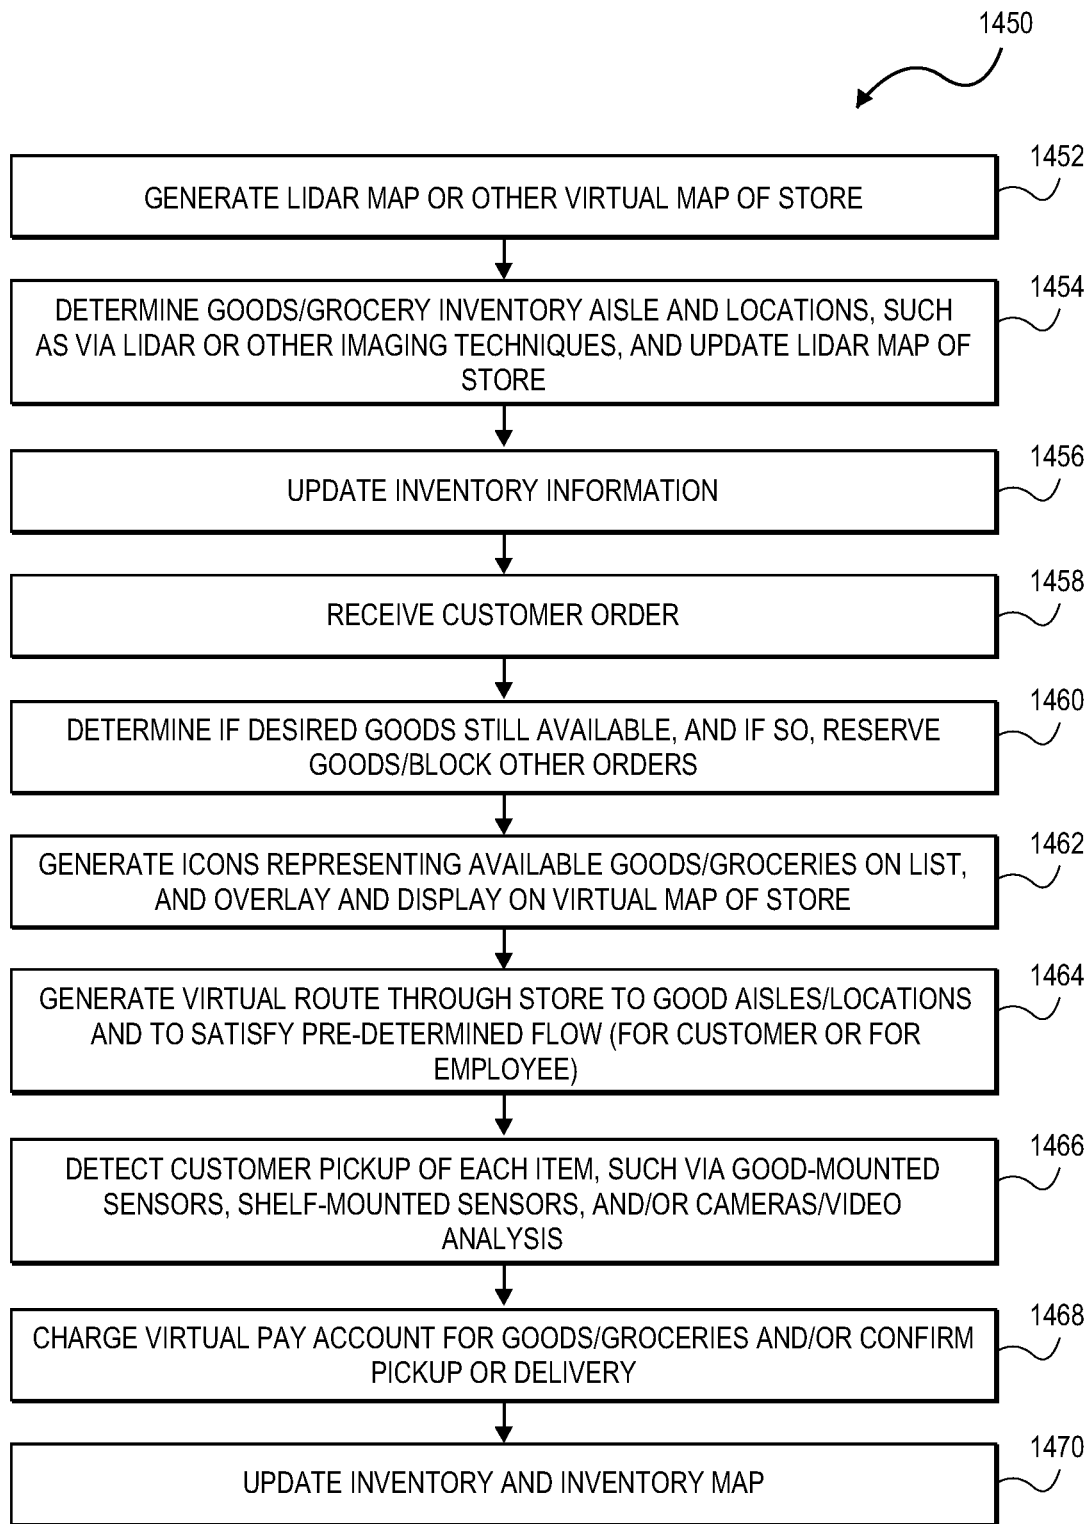 1450
1452
GENERATE LIDAR MAP OR OTHER VIRTUAL MAP OF STORE
1454
DETERMINE GOODS/GROCERY INVENTORY AISLE AND LOCATIONS, SUCH
AS VIA LIDAR OR OTHER IMAGING TECHNIQUES, AND UPDATE LIDAR MAP OF
STORE
1456
UPDATE INVENTORY INFORMATION
1458
RECEIVE CUSTOMER ORDER
1460
DETERMINE IF DESIRED GOODS STILL AVAILABLE, AND IF SO, RESERVE
GOODS/BLOCK OTHER ORDERS
1462
GENERATE ICONS REPRESENTING AVAILABLE GOODS/GROCERIES ON LIST,
AND OVERLAY AND DISPLAY ON VIRTUAL MAP OF STORE
1464
GENERATE VIRTUAL ROUTE THROUGH STORE TO GOOD AISLES/LOCATIONS
AND TO SATISFY PRE-DETERMINED FLOW (FOR CUSTOMER OR FOR
EMPLOYEE)
1466
DETECT CUSTOMER PICKUP OF EACH ITEM, SUCH VIA GOOD-MOUNTED
SENSORS, SHELF-MOUNTED SENSORS, AND/OR CAMERAS/VIDEO
ANALYSIS
1468
CHARGE VIRTUAL PAY ACCOUNT FOR GOODS/GROCERIES AND/OR CONFIRM
PICKUP OR DELIVERY
1470
UPDATE INVENTORY AND INVENTORY MAP